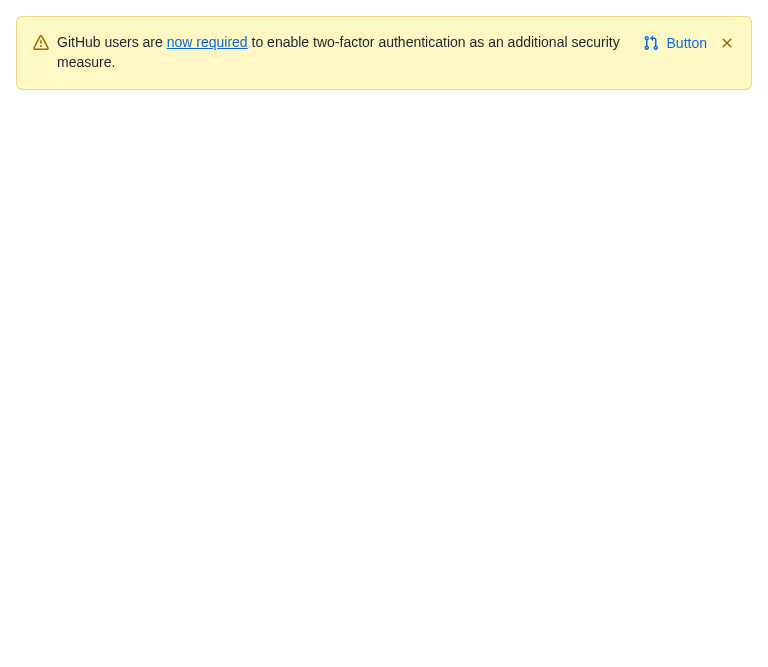 GitHub users are now required to enable two-factor authentication as an additional security
measure.
Button